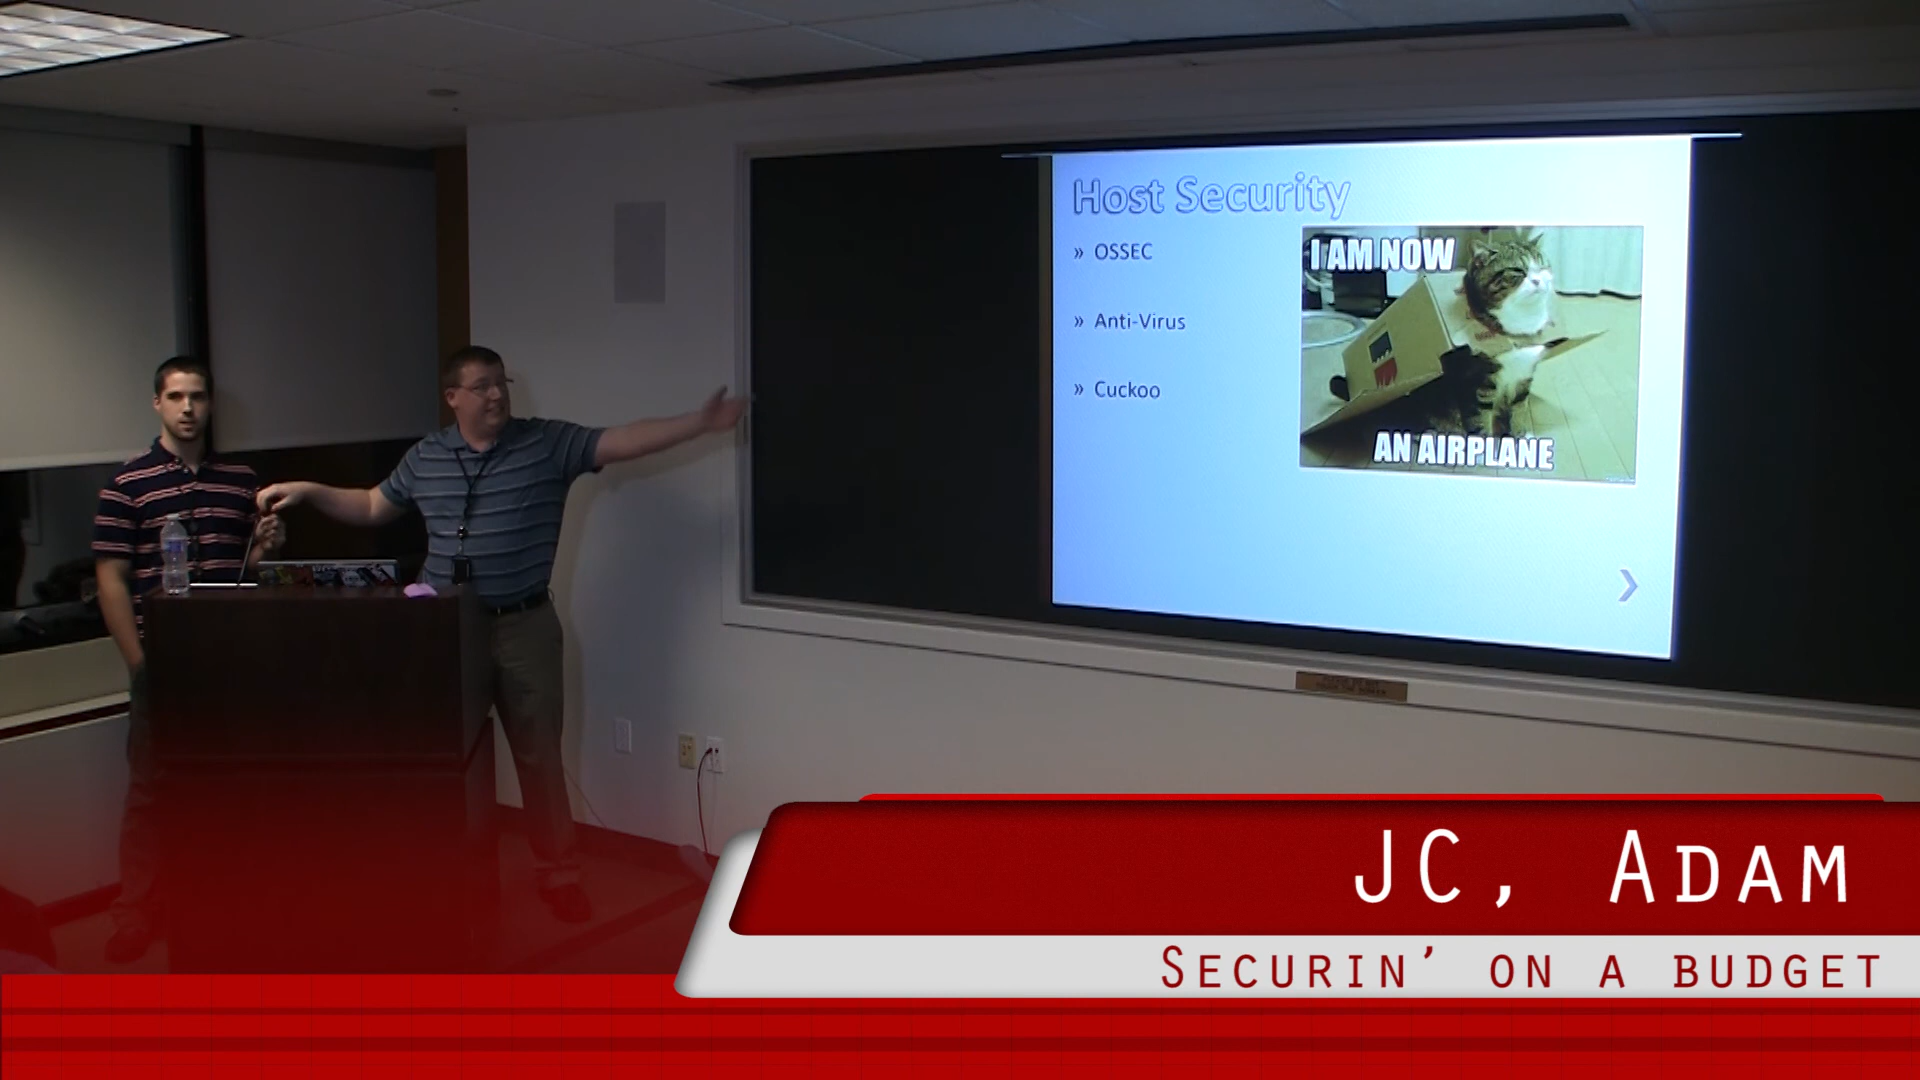 Host Security
» OSSEC
» Anti-Virus
» Cuckoo
I AM NOW
AN AIRPLANE
JC, Adam
Securin' on a budget